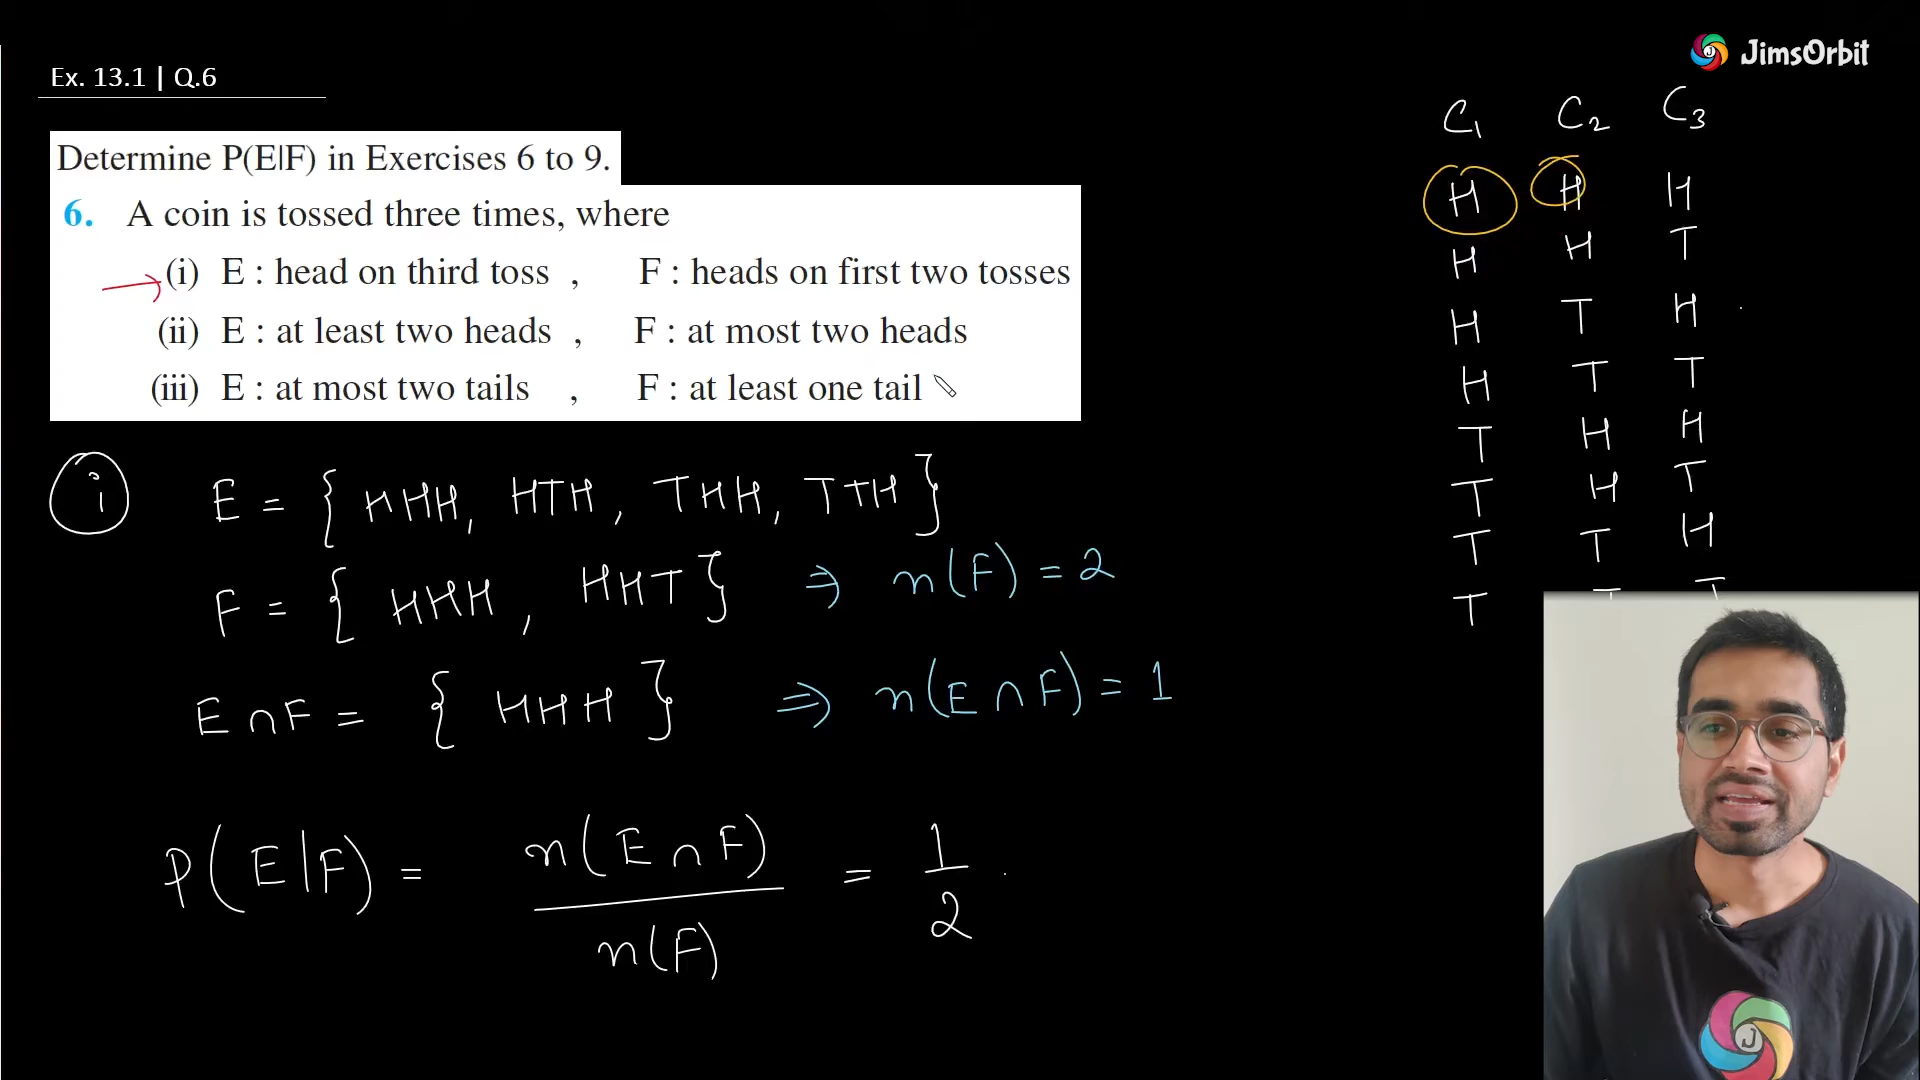 JimsOrbit
Ex. 13.1 | Q.6
Determine P(E|F) in Exercises 6 to 9.
6. A coin is tossed three times, where
(i) E : head on third toss , F : heads on first two tosses
(ii) E : at least two heads , F : at most two heads
(iii) E : at most two tails , F : at least one tail
C₁ C₂ C₃
H H H
H H T
H T H
H T T
T H H
T H T
T T H
T T T
i E = { HHH, HTH, THH, TTH }
F = { HHH, HHT } ⇒ n(F) = 2
E ∩ F = { HHH } ⇒ n(E ∩ F) = 1
P(E|F) = n(E ∩ F) / n(F) = 1 / 2
J